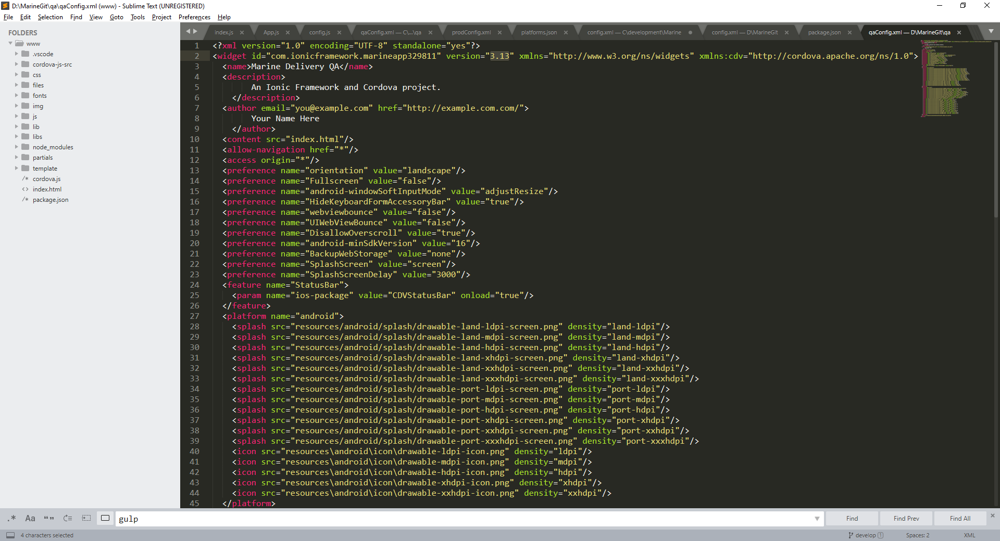 D:\MarineGit\qa\qaConfig.xml (www) - Sublime Text (UNREGISTERED)
File Edit Selection Find View Goto Tools Project Preferences Help
FOLDERS
www
.vscode
cordova-js-src
css
files
fonts
img
js
lib
libs
node_modules
partials
template
/* cordova.js
<> index.html
/* package.json
index.js App.js config.js qaConfig.xml — C\...\qa prodConfig.xml platforms.json config.xml — C\development\Marine config.xml — D\MarineGit package.json qaConfig.xml — D\MarineGit\qa
1 <?xml version="1.0" encoding="UTF-8" standalone="yes"?>
2 <widget id="com.ionicframework.marineapp329811" version="3.13" xmlns="http://www.w3.org/ns/widgets" xmlns:cdv="http://cordova.apache.org/ns/1.0">
3 <name>Marine Delivery QA</name>
4 <description>
5 An Ionic Framework and Cordova project.
6 </description>
7 <author email="you@example.com" href="http://example.com.com/">
8 Your Name Here
9 </author>
10 <content src="index.html"/>
11 <allow-navigation href="*"/>
12 <access origin="*"/>
13 <preference name="orientation" value="landscape"/>
14 <preference name="Fullscreen" value="false"/>
15 <preference name="android-windowSoftInputMode" value="adjustResize"/>
16 <preference name="HideKeyboardFormAccessoryBar" value="true"/>
17 <preference name="webviewbounce" value="false"/>
18 <preference name="UIWebViewBounce" value="false"/>
19 <preference name="DisallowOverscroll" value="true"/>
20 <preference name="android-minSdkVersion" value="16"/>
21 <preference name="BackupWebStorage" value="none"/>
22 <preference name="SplashScreen" value="screen"/>
23 <preference name="SplashScreenDelay" value="3000"/>
24 <feature name="StatusBar">
25 <param name="ios-package" value="CDVStatusBar" onload="true"/>
26 </feature>
27 <platform name="android">
28 <splash src="resources/android/splash/drawable-land-ldpi-screen.png" density="land-ldpi"/>
29 <splash src="resources/android/splash/drawable-land-mdpi-screen.png" density="land-mdpi"/>
30 <splash src="resources/android/splash/drawable-land-hdpi-screen.png" density="land-hdpi"/>
31 <splash src="resources/android/splash/drawable-land-xhdpi-screen.png" density="land-xhdpi"/>
32 <splash src="resources/android/splash/drawable-land-xxhdpi-screen.png" density="land-xxhdpi"/>
33 <splash src="resources/android/splash/drawable-land-xxxhdpi-screen.png" density="land-xxxhdpi"/>
34 <splash src="resources/android/splash/drawable-port-ldpi-screen.png" density="port-ldpi"/>
35 <splash src="resources/android/splash/drawable-port-mdpi-screen.png" density="port-mdpi"/>
36 <splash src="resources/android/splash/drawable-port-hdpi-screen.png" density="port-hdpi"/>
37 <splash src="resources/android/splash/drawable-port-xhdpi-screen.png" density="port-xhdpi"/>
38 <splash src="resources/android/splash/drawable-port-xxhdpi-screen.png" density="port-xxhdpi"/>
39 <splash src="resources/android/splash/drawable-port-xxxhdpi-screen.png" density="port-xxxhdpi"/>
40 <icon src="resources\android\icon\drawable-ldpi-icon.png" density="ldpi"/>
41 <icon src="resources\android\icon\drawable-mdpi-icon.png" density="mdpi"/>
42 <icon src="resources\android\icon\drawable-hdpi-icon.png" density="hdpi"/>
43 <icon src="resources\android\icon\drawable-xhdpi-icon.png" density="xhdpi"/>
44 <icon src="resources\android\icon\drawable-xxhdpi-icon.png" density="xxhdpi"/>
45 </platform>
.* Aa “” gulp Find Find Prev Find All
4 characters selected develop 1 Spaces: 2 XML